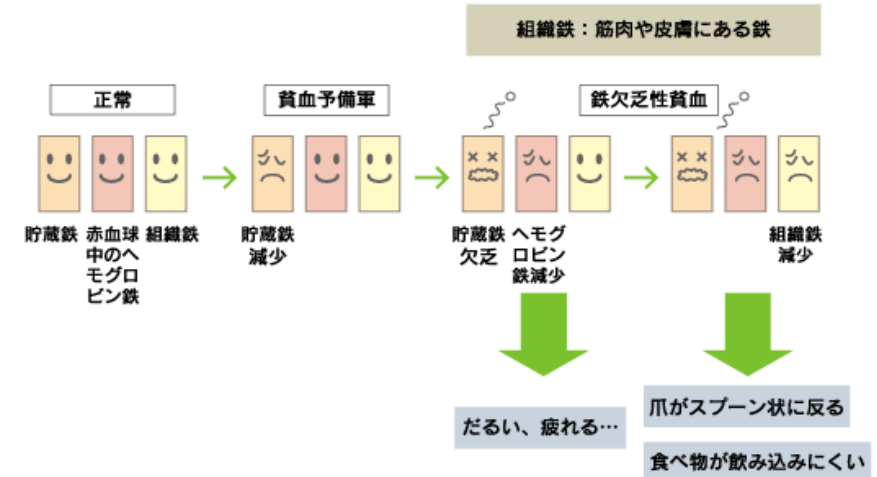 組織鉄：筋肉や皮膚にある鉄
正常
貧血予備軍
鉄欠乏性貧血
貯蔵鉄
赤血球
中のヘ
モグロ
ビン鉄
組織鉄
貯蔵鉄
減少
貯蔵鉄
欠乏
ヘモグ
ロビン
鉄減少
組織鉄
減少
だるい、疲れる…
爪がスプーン状に反る
食べ物が飲み込みにくい